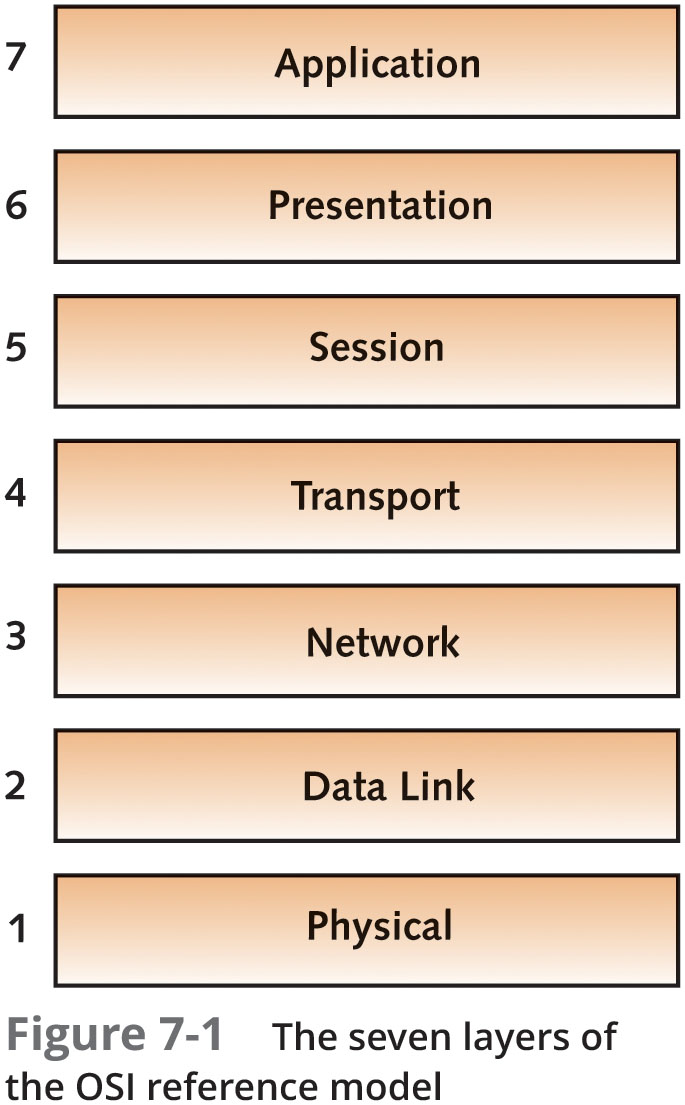 7 Application
6 Presentation
5 Session
4 Transport
3 Network
2 Data Link
1 Physical
Figure 7-1 The seven layers of
the OSI reference model